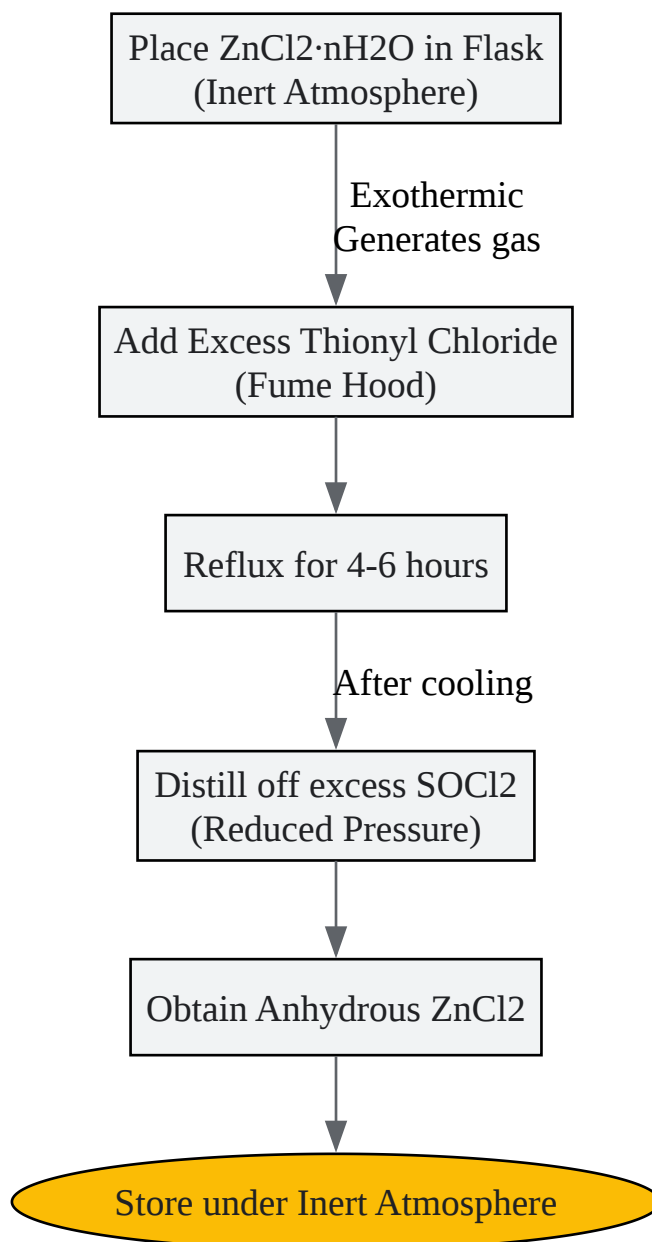 Place ZnCl2·nH2O in Flask
(Inert Atmosphere)
Exothermic
Generates gas
Add Excess Thionyl Chloride
(Fume Hood)
Reflux for 4-6 hours
After cooling
Distill off excess SOCl2
(Reduced Pressure)
Obtain Anhydrous ZnCl2
Store under Inert Atmosphere